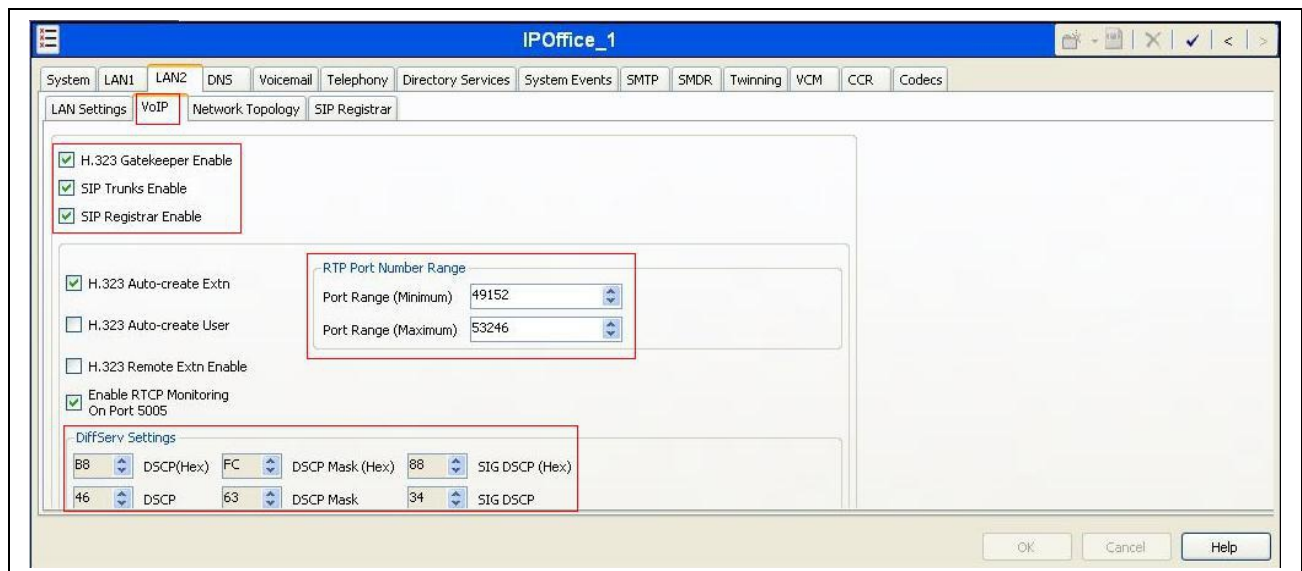 IPOffice_1
System LAN1 LAN2 DNS Voicemail Telephony Directory Services System Events SMTP SMDR Twinning VCM CCR Codecs
LAN Settings VoIP Network Topology SIP Registrar
H.323 Gatekeeper Enable
SIP Trunks Enable
SIP Registrar Enable
H.323 Auto-create Extn
RTP Port Number Range
Port Range (Minimum) 49152
H.323 Auto-create User
Port Range (Maximum) 53246
H.323 Remote Extn Enable
Enable RTCP Monitoring
On Port 5005
DiffServ Settings
B8 DSCP(Hex) FC DSCP Mask (Hex) 88 SIG DSCP (Hex)
46 DSCP 63 DSCP Mask 34 SIG DSCP
OK Cancel Help